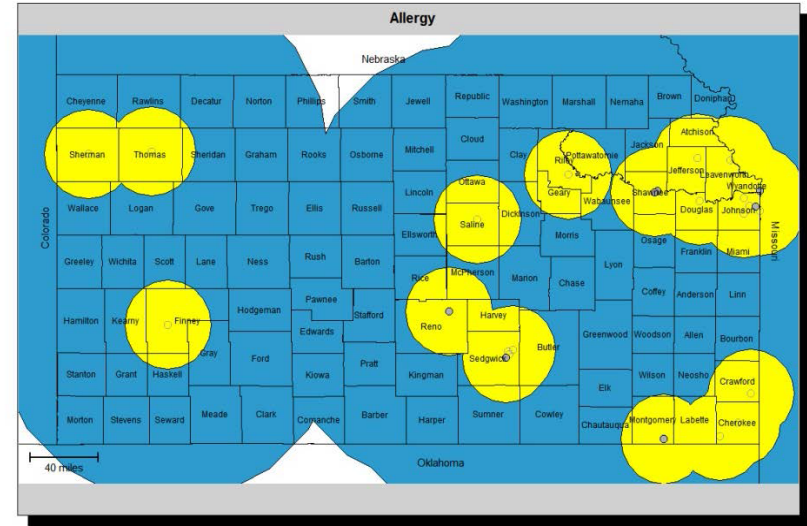 Allergy
Nebraska
Cheyenne Rawlins Decatur Norton Phillips Smith Jewell Republic Washington Marshall Nemaha Brown Doniphan
Cloud Atchison
Sherman Thomas Sheridan Graham Rooks Osborne Mitchell Clay Riley Pottawatomie Jackson Jefferson Leavenworth
Ottawa Shawnee Wyandotte
Lincoln Geary Wabaunsee
Wallace Logan Gove Trego Ellis Russell Saline Dickinson Douglas Johnson
Colorado
Ellsworth Morris Osage Missouri
Greeley Wichita Scott Lane Ness Rush Barton Rice McPherson Marion Chase Lyon Franklin Miami
Hamilton Kearny Finney Hodgeman Pawnee Stafford Reno Harvey Coffey Anderson Linn
Edwards
Gray Ford Pratt Sedgwick Butler Greenwood Woodson Allen Bourbon
Stanton Grant Haskell Kiowa Kingman Elk Wilson Neosho Crawford
Morton Stevens Seward Meade Clark Comanche Barber Harper Sumner Cowley Chautauqua Montgomery Labette Cherokee
40 miles
Oklahoma